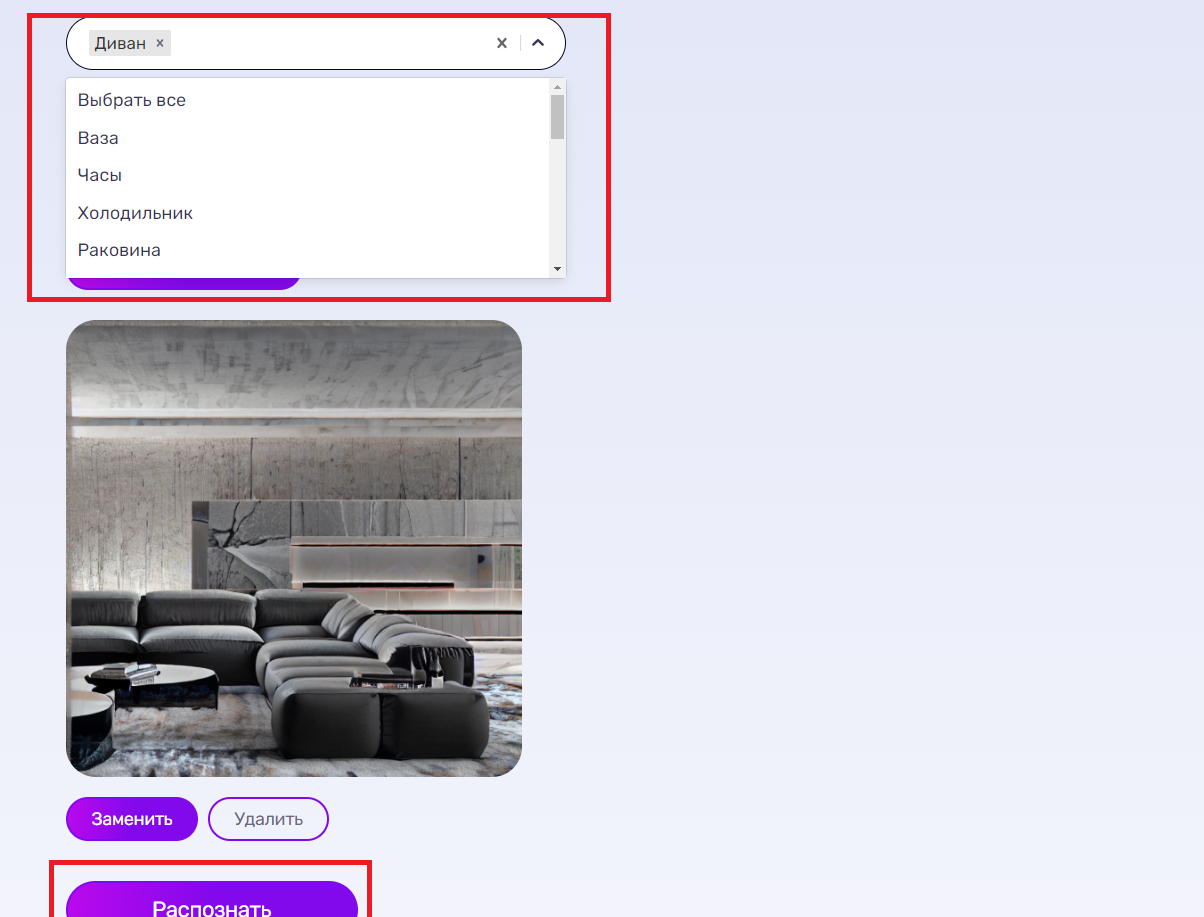 Диван ×
Выбрать все
Ваза
Часы
Холодильник
Раковина
Заменить Удалить
Распознать